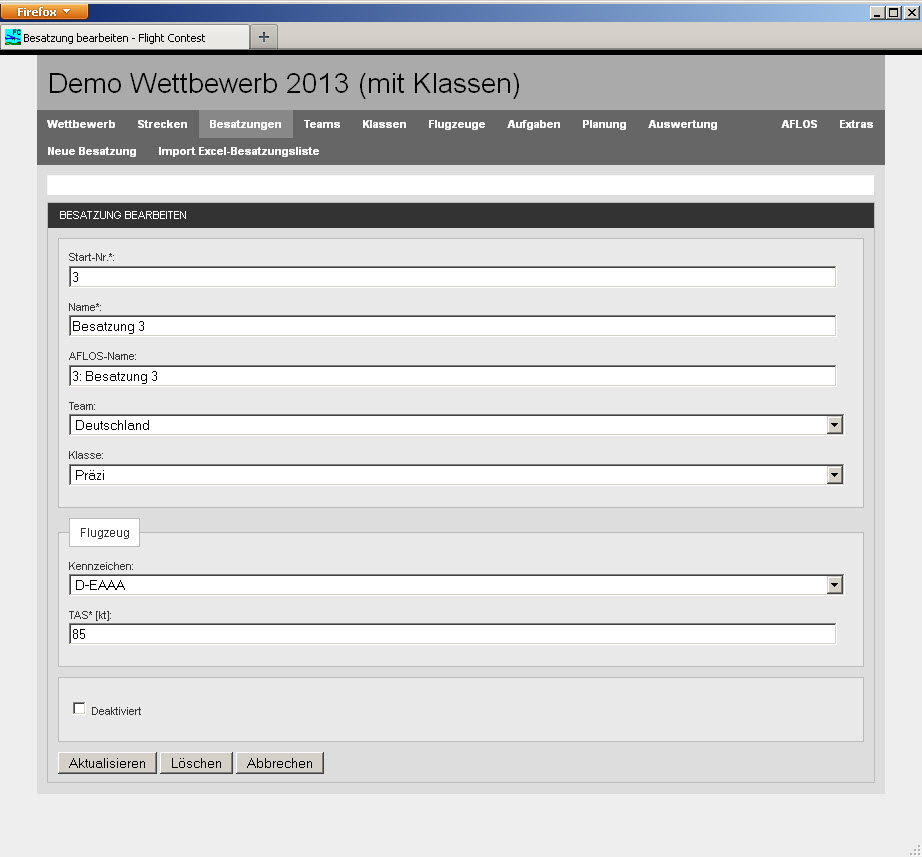 Firefox
Besatzung bearbeiten - Flight Contest
Demo Wettbewerb 2013 (mit Klassen)
Wettbewerb Strecken Besatzungen Teams Klassen Flugzeuge Aufgaben Planung Auswertung AFLOS Extras
Neue Besatzung Import Excel-Besatzungsliste
BESATZUNG BEARBEITEN
Start-Nr.*:
3
Name*:
Besatzung 3
AFLOS-Name:
3: Besatzung 3
Team:
Deutschland
Klasse:
Präzi
Flugzeug
Kennzeichen:
D-EAAA
TAS* [kt]:
85
Deaktiviert
Aktualisieren Löschen Abbrechen